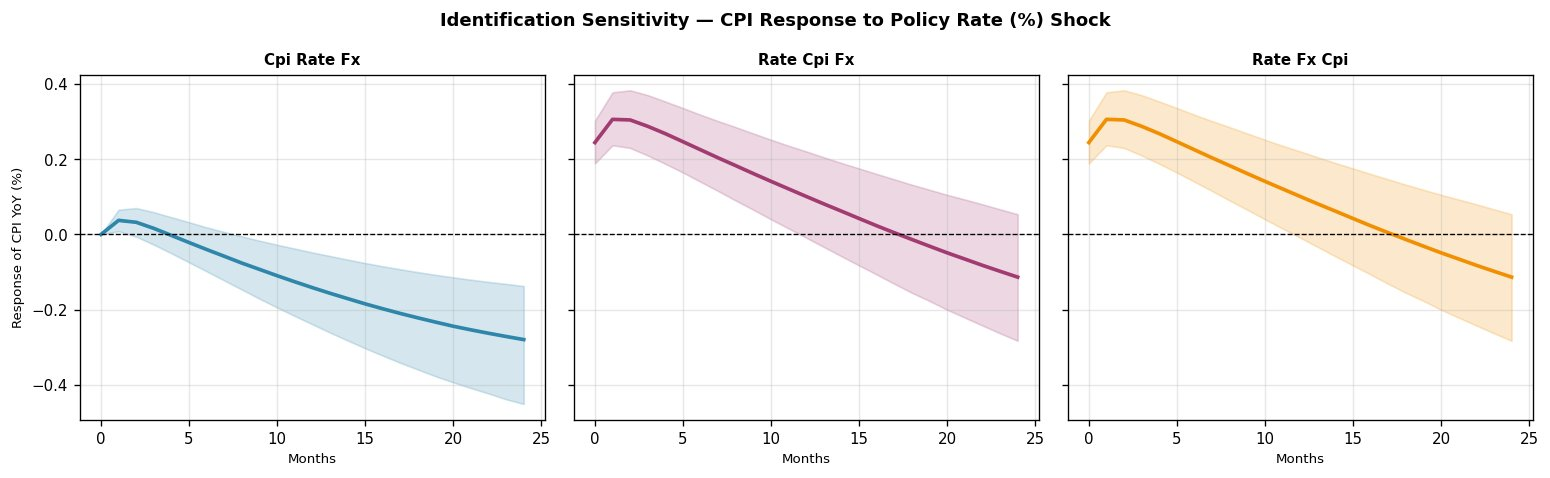 Identification Sensitivity — CPI Response to Policy Rate (%) Shock
Cpi Rate Fx
Rate Cpi Fx
Rate Fx Cpi
Response of CPI YoY (%)
0.4
0.2
0.0
−0.2
−0.4
0 5 10 15 20 25
0 5 10 15 20 25
0 5 10 15 20 25
Months
Months
Months